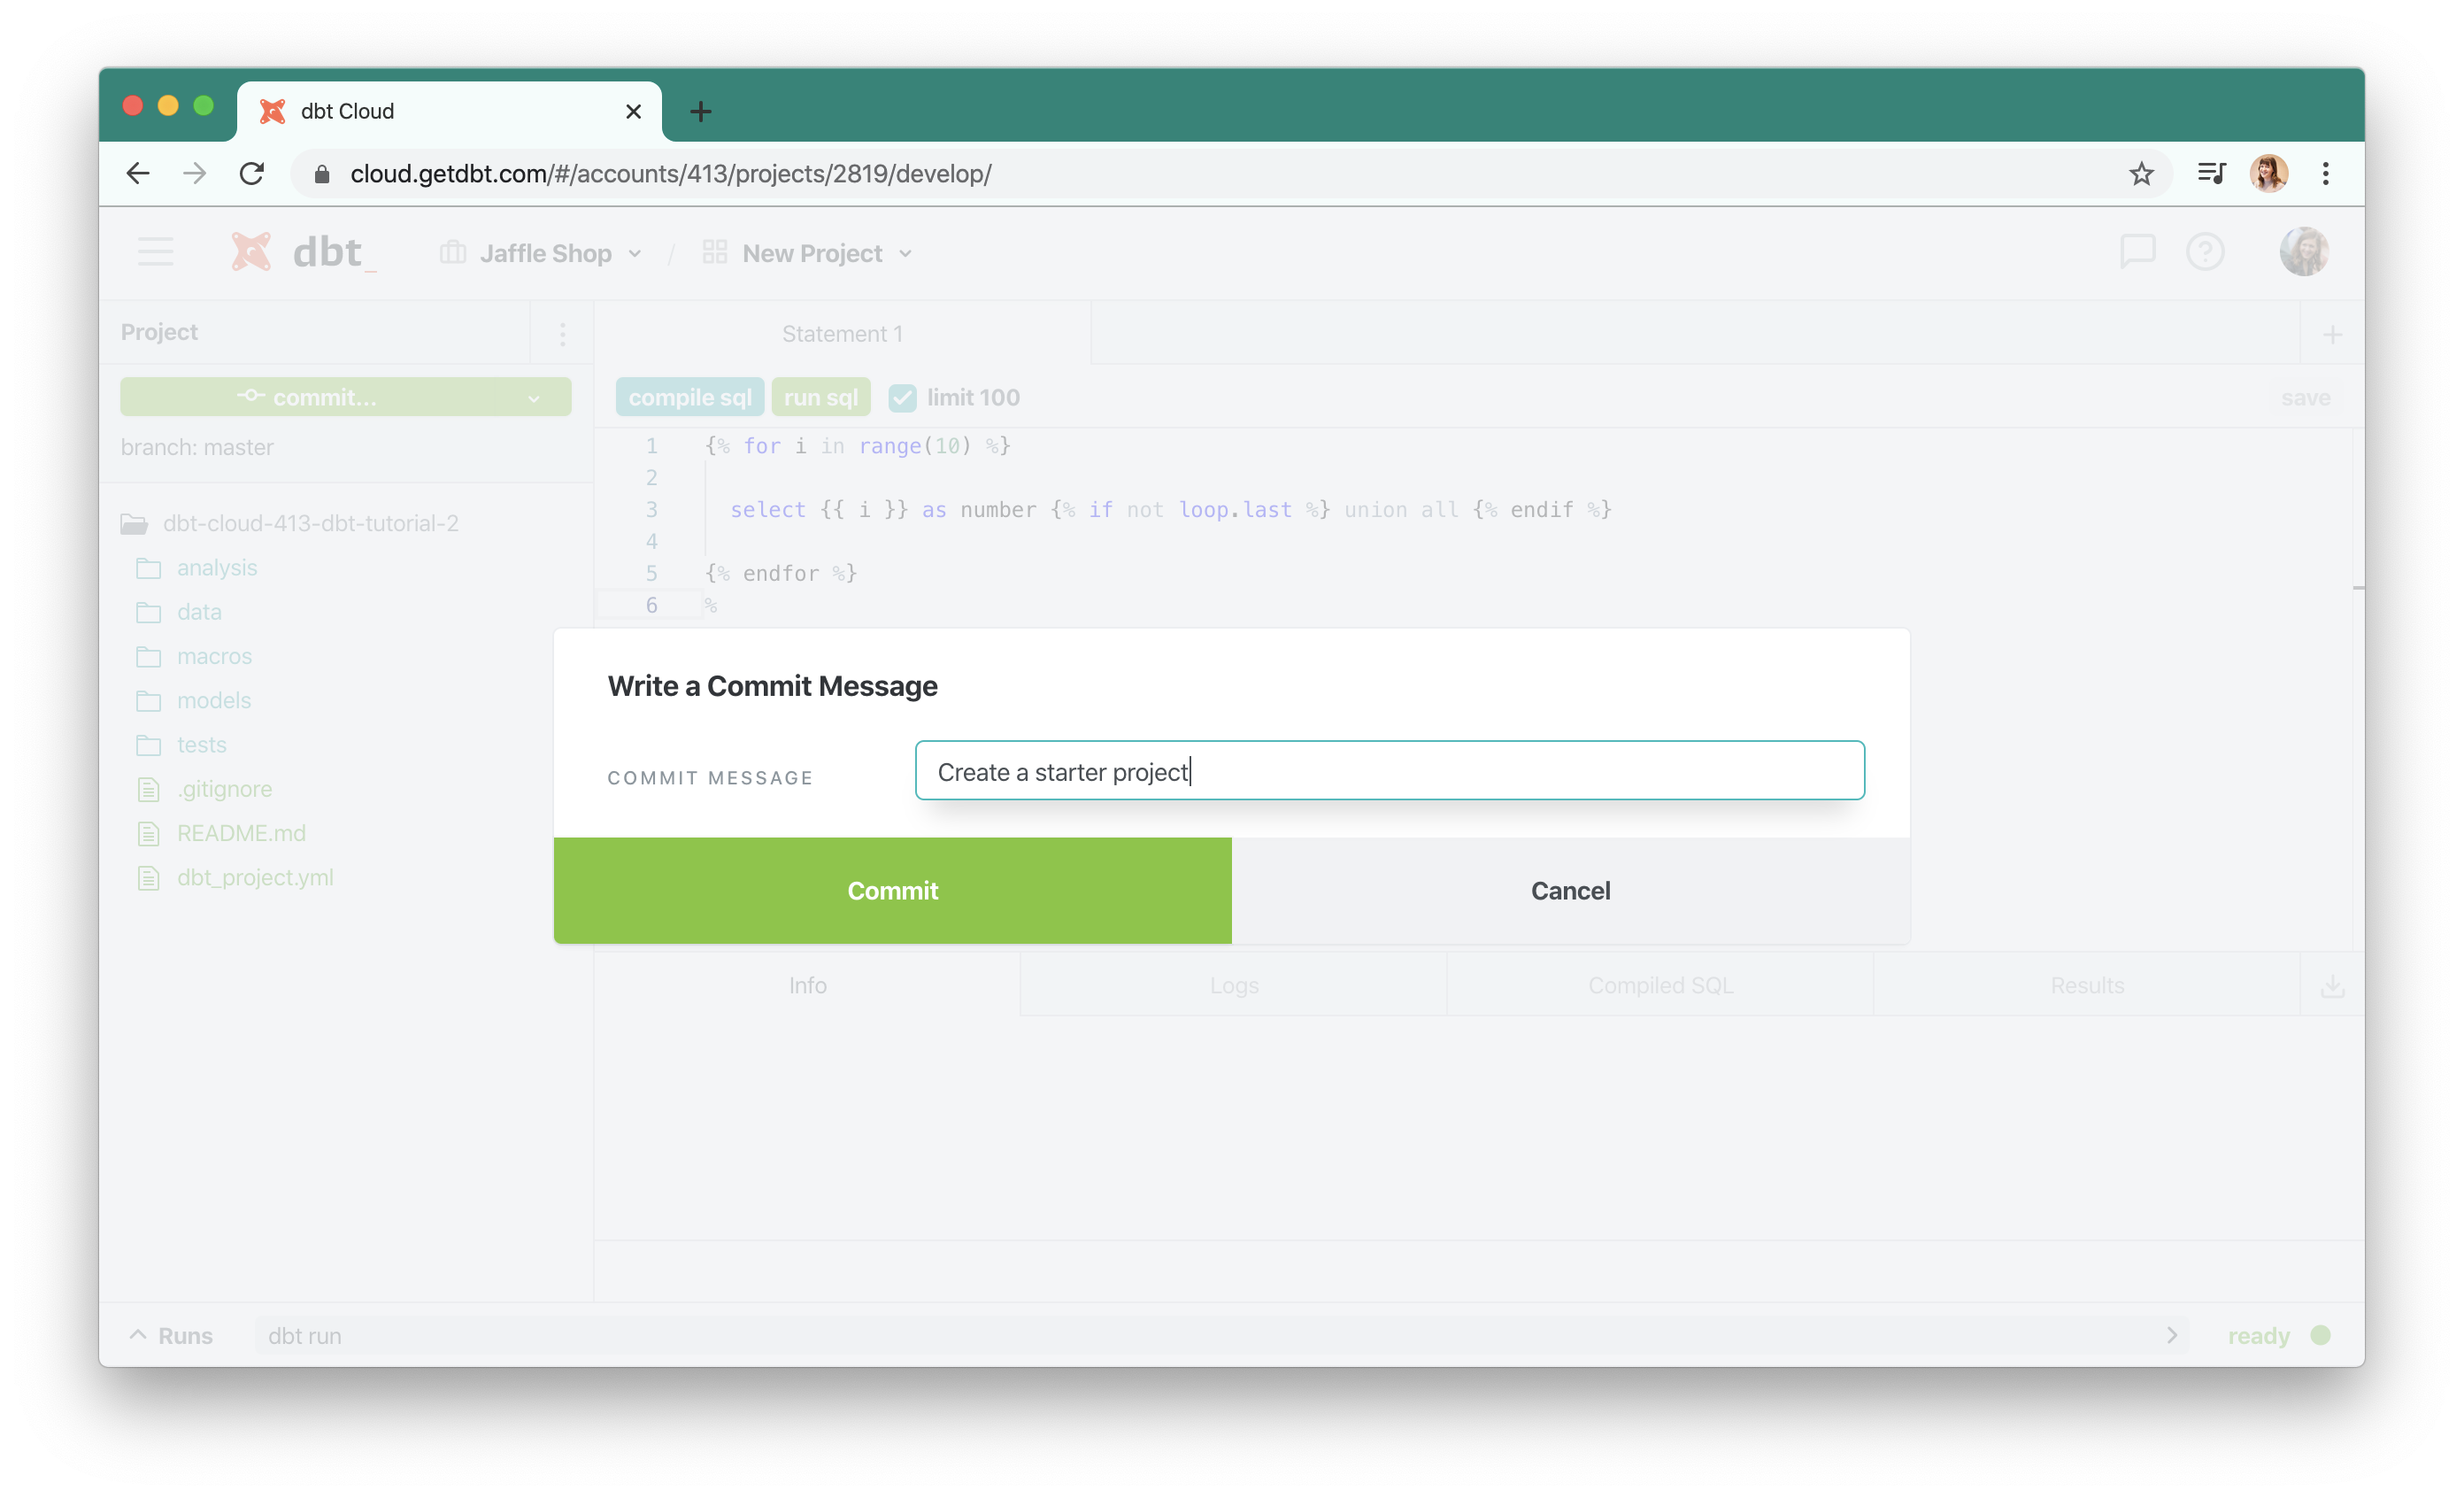 dbt Cloud
cloud.getdbt.com/#/accounts/413/projects/2819/develop/
dbt_ Jaffle Shop / New Project
Project
Statement 1
commit...
compile sql run sql limit 100 save
branch: master
1 {% for i in range(10) %}
2
3 select {{ i }} as number {% if not loop.last %} union all {% endif %}
4
5 {% endfor %}
6 %
dbt-cloud-413-dbt-tutorial-2
analysis
data
macros
models
tests
.gitignore
README.md
dbt_project.yml
Write a Commit Message
COMMIT MESSAGE Create a starter project
Commit Cancel
Info Logs Compiled SQL Results
Runs dbt run ready